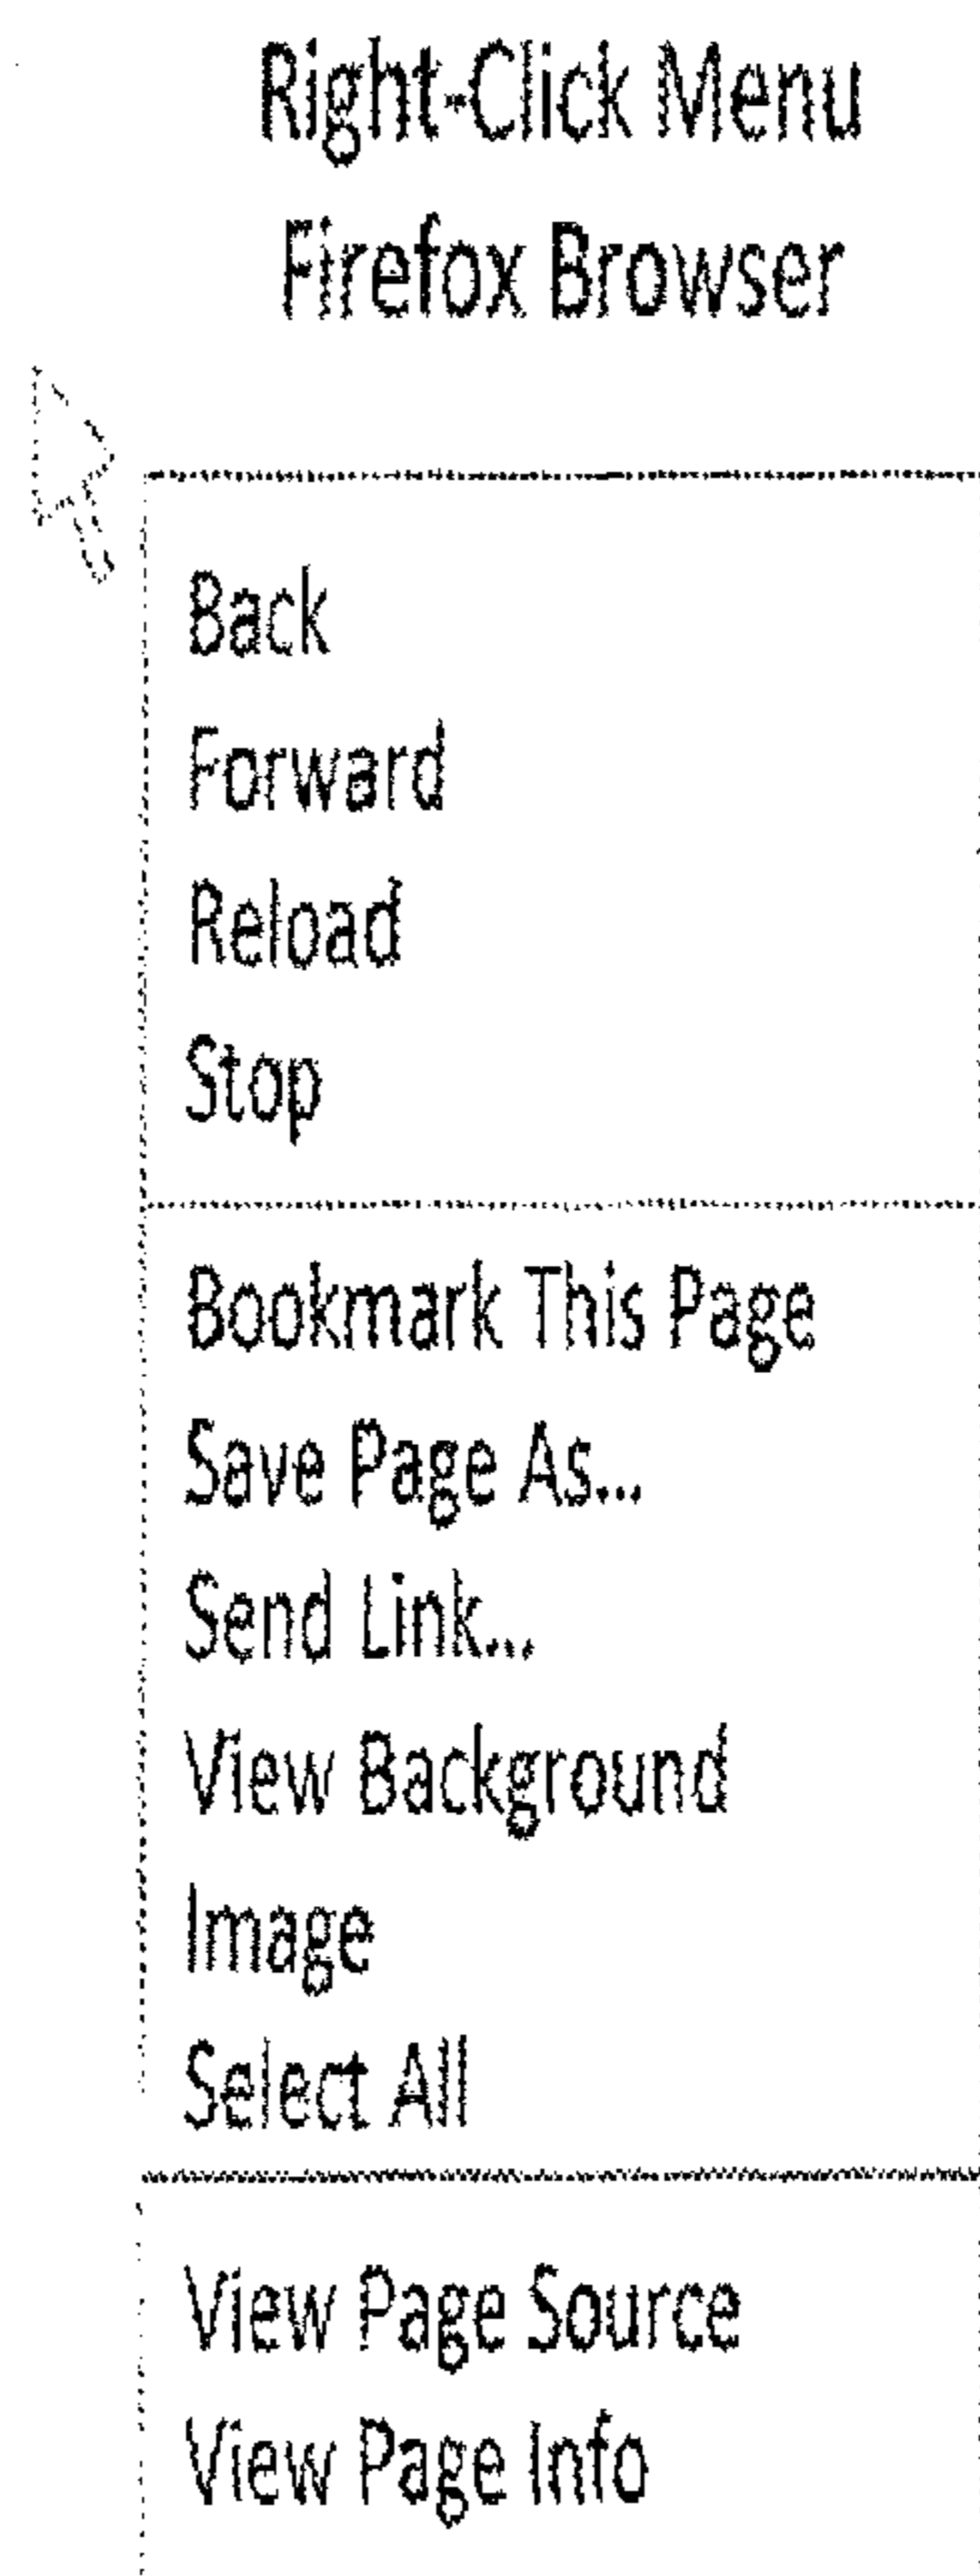 Right-Click Menu
Firefox Browser
Back
Forward
Reload
Stop
Bookmark This Page
Save Page As...
Send Link...
View Background
Image
Select All
View Page Source
View Page Info